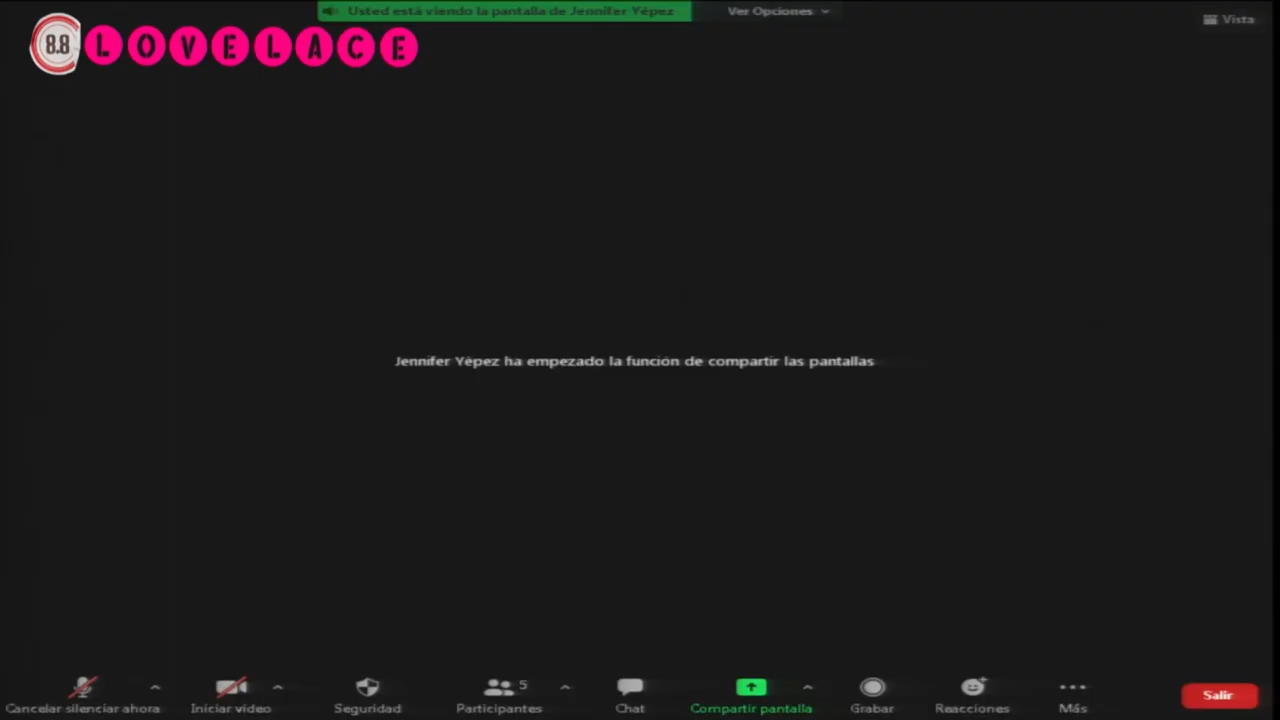 Usted está viendo la pantalla de Jennifer Yépez
Ver Opciones
Vista
8.8 LOVELACE
Jennifer Yépez ha empezado la función de compartir las pantallas
5
Cancelar silenciar ahora
Iniciar video
Seguridad
Participantes
Chat
Compartir pantalla
Grabar
Reacciones
Más
Salir